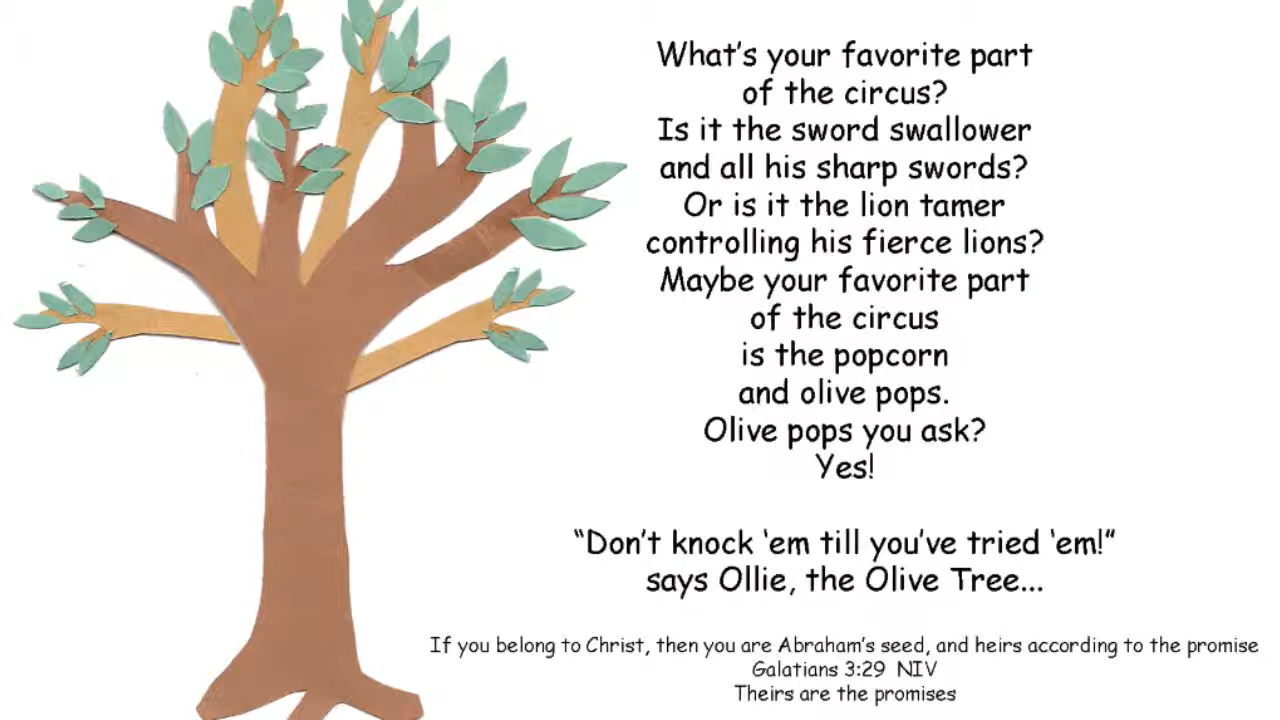 What's your favorite part
of the circus?
Is it the sword swallower
and all his sharp swords?
Or is it the lion tamer
controlling his fierce lions?
Maybe your favorite part
of the circus
is the popcorn
and olive pops.
Olive pops you ask?
Yes!
“Don't knock ‘em till you've tried ‘em!”
says Ollie, the Olive Tree...
If you belong to Christ, then you are Abraham's seed, and heirs according to the promise
Galatians 3:29 NIV
Theirs are the promises